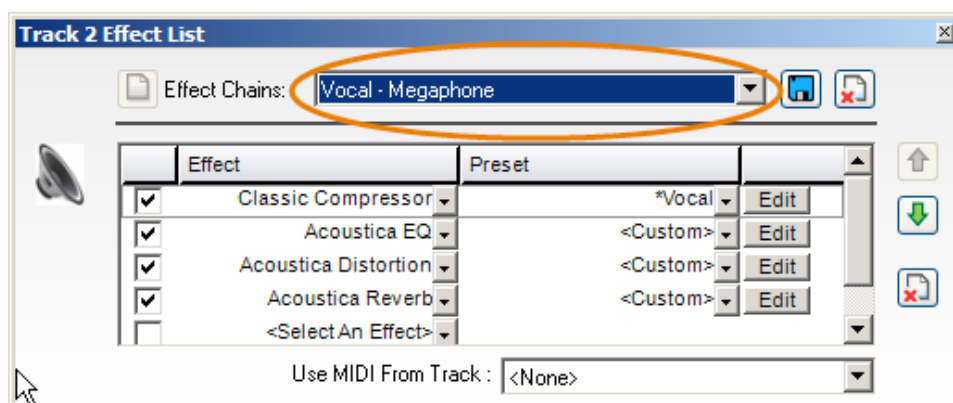 Track 2 Effect List
Effect Chains: Vocal - Megaphone
Effect Preset
Classic Compressor *Vocal Edit
Acoustica EQ <Custom> Edit
Acoustica Distortion <Custom> Edit
Acoustica Reverb <Custom> Edit
<Select An Effect>
Use MIDI From Track : <None>